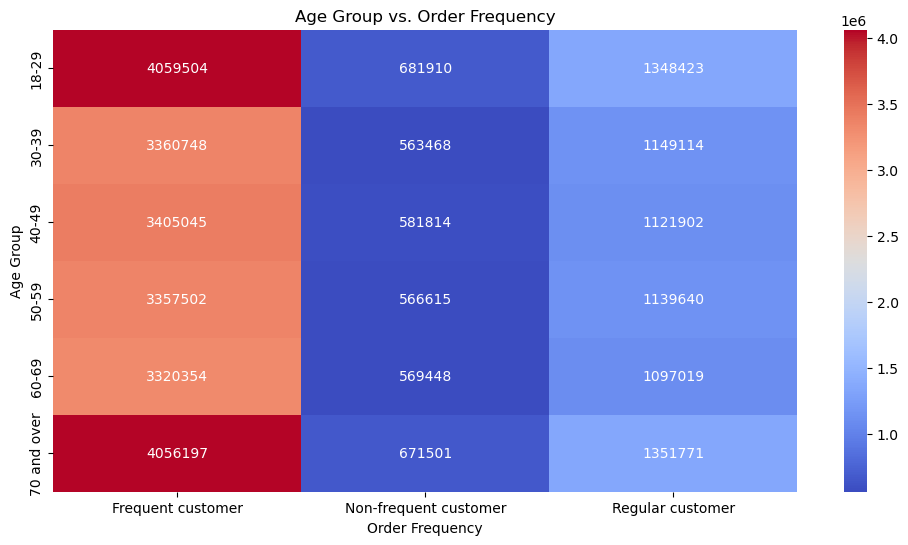 Age Group vs. Order Frequency
1e6
18-29 4059504 681910 1348423
30-39 3360748 563468 1149114
40-49 3405045 581814 1121902
50-59 3357502 566615 1139640
60-69 3320354 569448 1097019
70 and over 4056197 671501 1351771
Age Group
Frequent customer Non-frequent customer Regular customer
Order Frequency
4.0
3.5
3.0
2.5
2.0
1.5
1.0